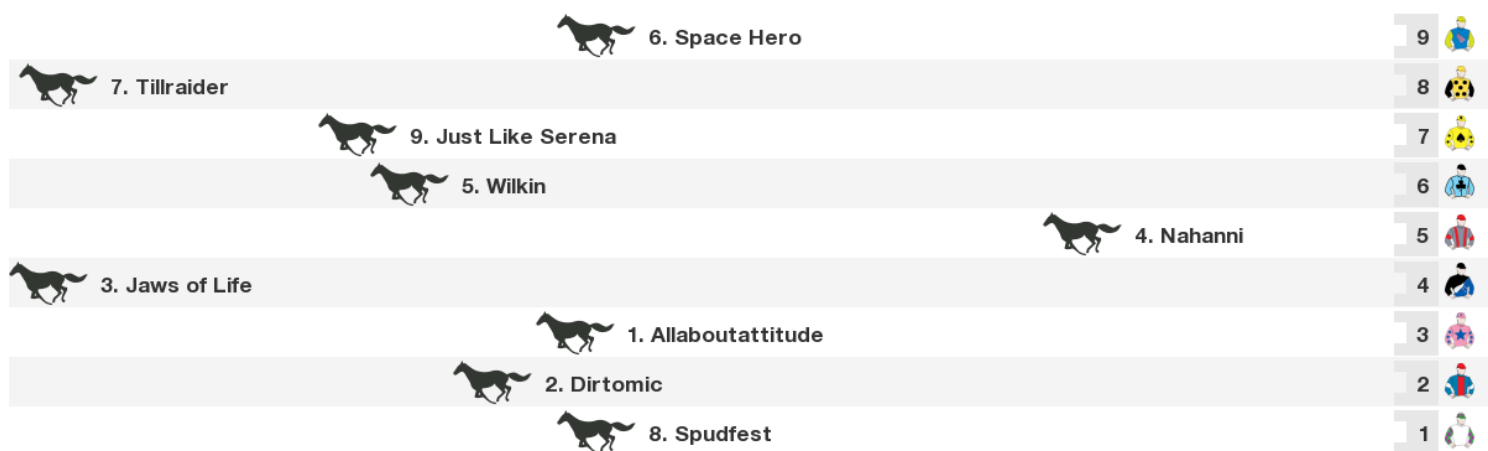 6. Space Hero 9
7. Tillraider 8
9. Just Like Serena 7
5. Wilkin 6
4. Nahanni 5
3. Jaws of Life 4
1. Allaboutattitude 3
2. Dirtomic 2
8. Spudfest 1